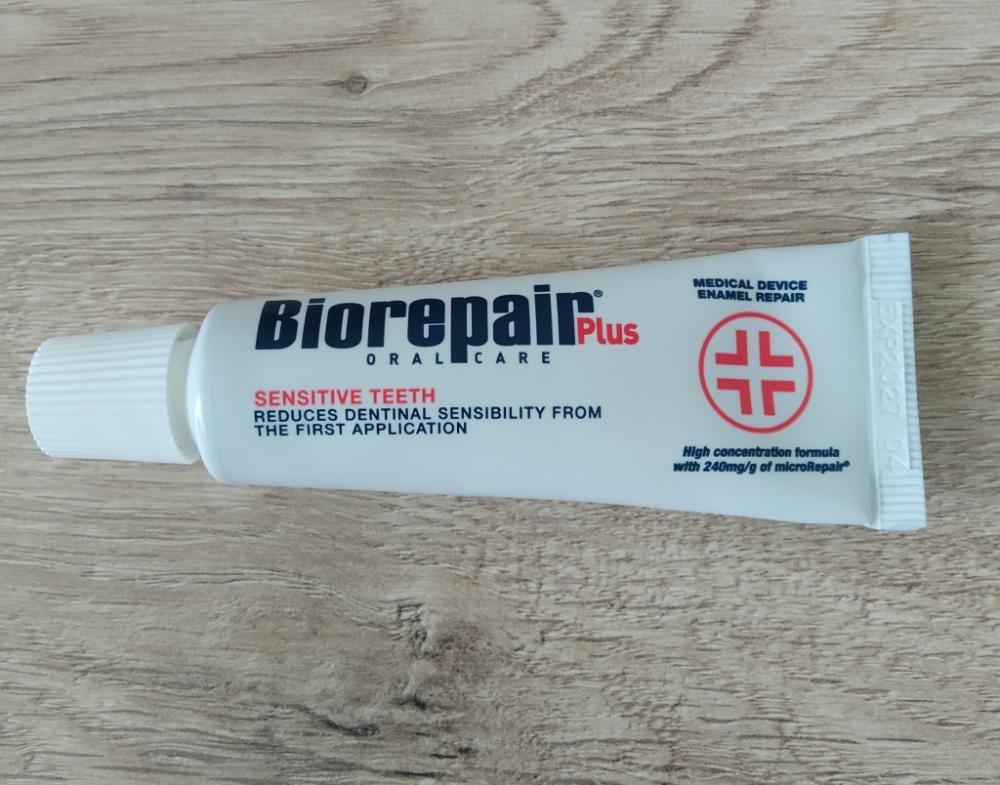 Biorepair® Plus
ORAL CARE
SENSITIVE TEETH
REDUCES DENTINAL SENSIBILITY FROM
THE FIRST APPLICATION
MEDICAL DEVICE
ENAMEL REPAIR
High concentration formula
with 240mg/g of microRepair®
EXP2027 04